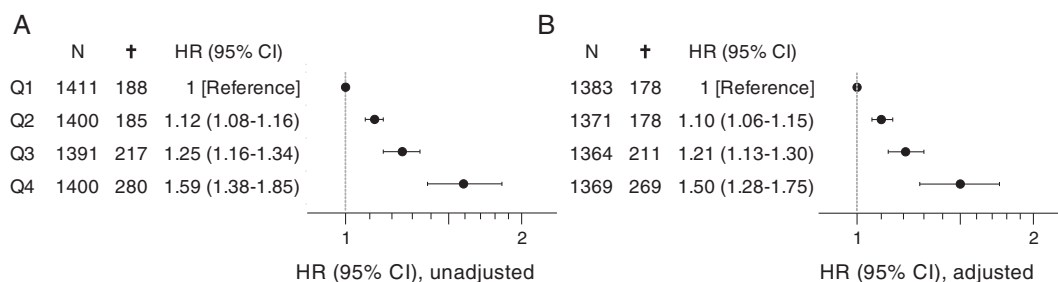 A
N † HR (95% CI)
Q1 1411 188 1 [Reference]
Q2 1400 185 1.12 (1.08-1.16)
Q3 1391 217 1.25 (1.16-1.34)
Q4 1400 280 1.59 (1.38-1.85)
1 2
HR (95% CI), unadjusted
B
N † HR (95% CI)
1383 178 1 [Reference]
1371 178 1.10 (1.06-1.15)
1364 211 1.21 (1.13-1.30)
1369 269 1.50 (1.28-1.75)
1 2
HR (95% CI), adjusted